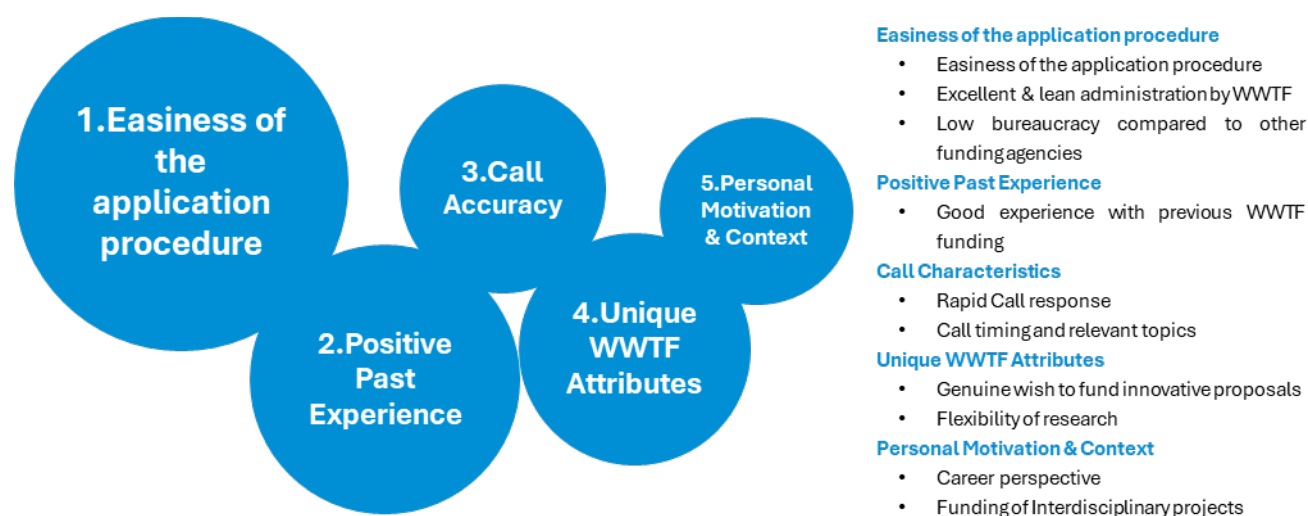 1.Easiness of
the
application
procedure
2.Positive
Past
Experience
3.Call
Accuracy
4.Unique
WWTF
Attributes
5.Personal
Motivation
& Context
Easiness of the application procedure
• Easiness of the application procedure
• Excellent & lean administration by WWTF
• Low bureaucracy compared to other
funding agencies
Positive Past Experience
• Good experience with previous WWTF
funding
Call Characteristics
• Rapid Call response
• Call timing and relevant topics
Unique WWTF Attributes
• Genuine wish to fund innovative proposals
• Flexibility of research
Personal Motivation & Context
• Career perspective
• Funding of Interdisciplinary projects